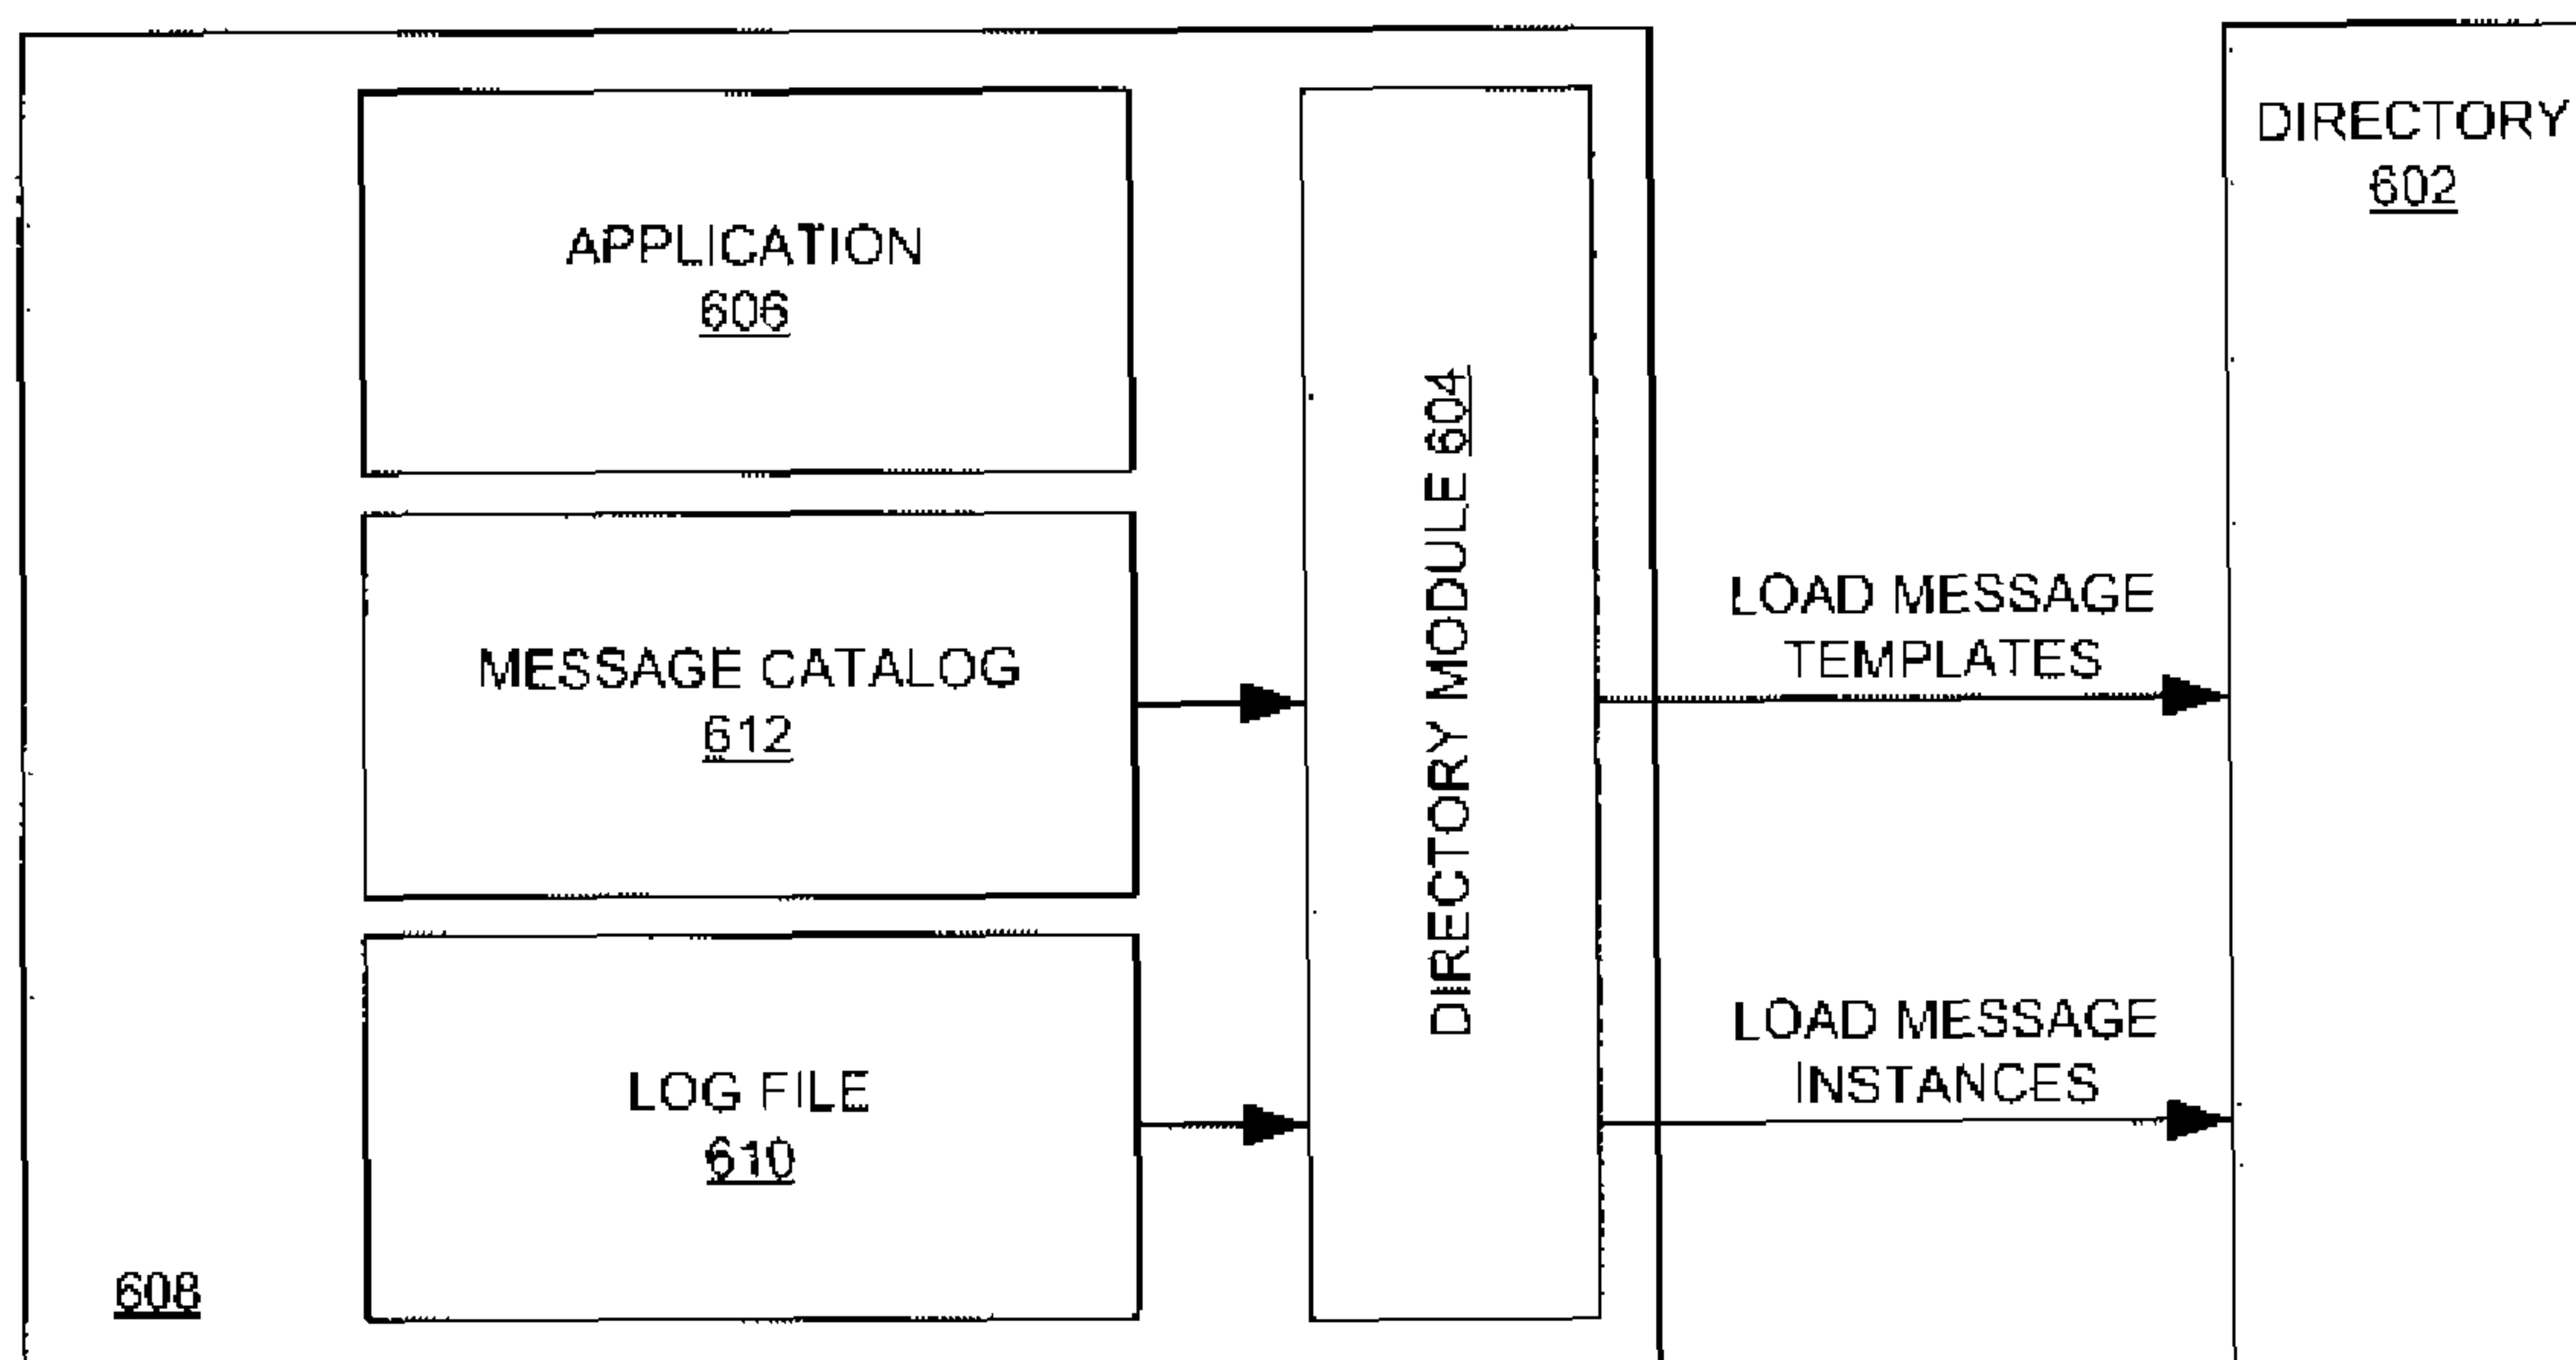 APPLICATION
606
MESSAGE CATALOG
612
LOG FILE
610
608
DIRECTORY MODULE 604
LOAD MESSAGE
TEMPLATES
LOAD MESSAGE
INSTANCES
DIRECTORY
602